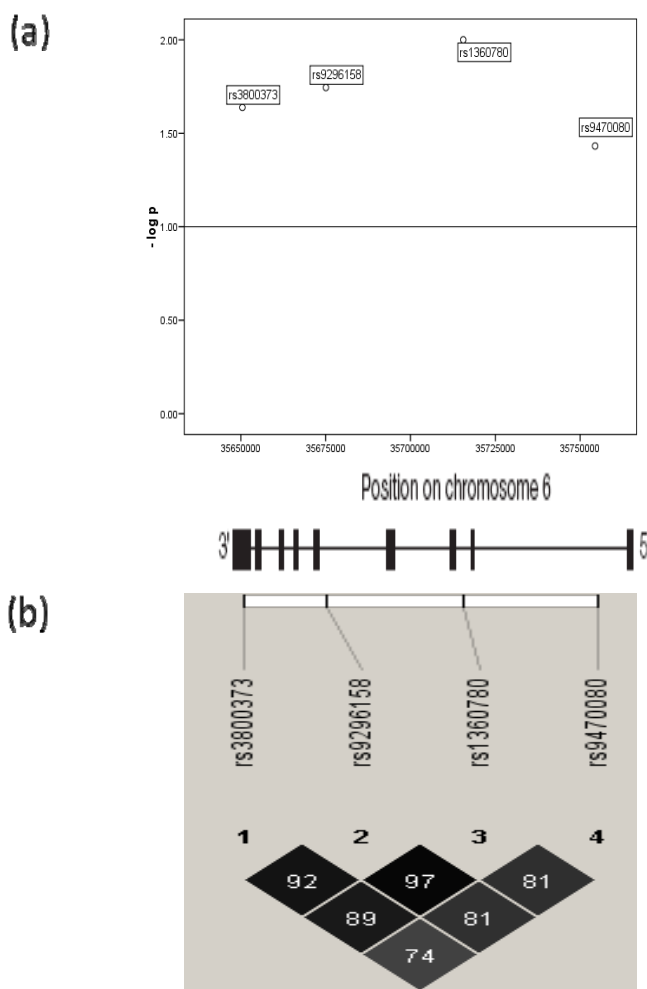 (a)
2.00
rs1360780
rs9296158
rs3800373
1.50
rs9470080
- log p
1.00
0.50
0.00
35650000 35675000 35700000 35725000 35750000
Position on chromosome 6
3' 5'
(b)
rs3800373 rs9296158 rs1360780 rs9470080
1 2 3 4
92 97 81
89 81
74